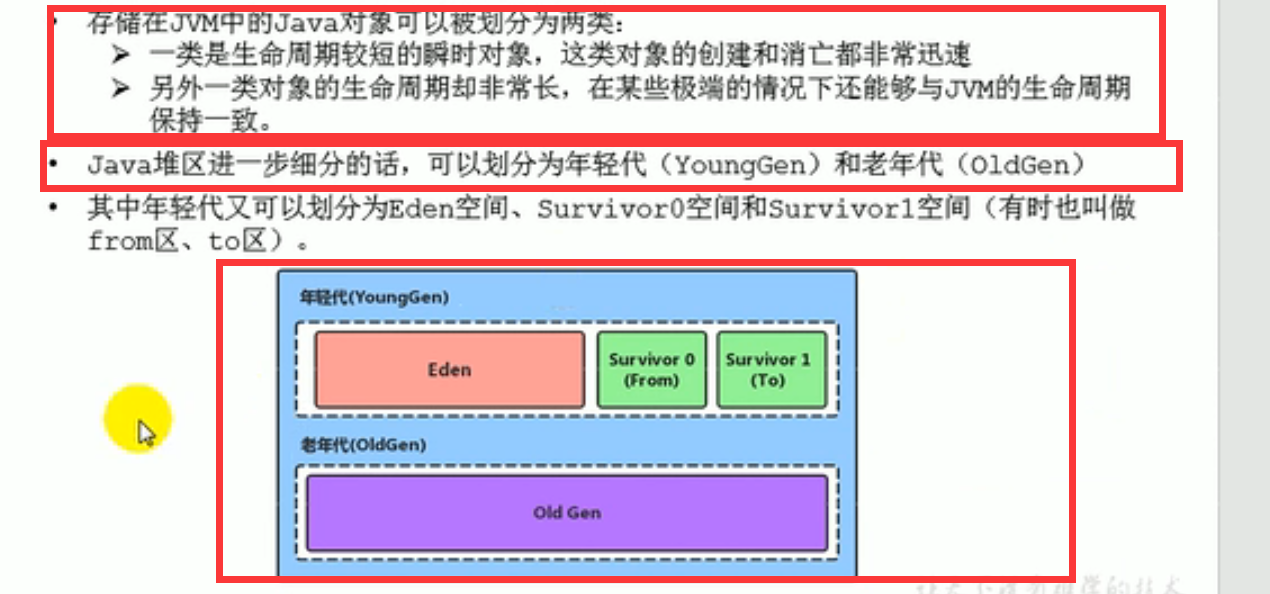 • 存储在JVM中的Java对象可以被划分为两类：
➢ 一类是生命周期较短的瞬时对象，这类对象的创建和消亡都非常迅速
➢ 另外一类对象的生命周期却非常长，在某些极端的情况下还能够与JVM的生命周期
保持一致。
• Java堆区进一步细分的话，可以划分为年轻代（YoungGen）和老年代（OldGen）
• 其中年轻代又可以划分为Eden空间、Survivor0空间和Survivor1空间（有时也叫做
from区、to区）。
年轻代(YoungGen)
Eden
Survivor 0
(From)
Survivor 1
(To)
老年代(OldGen)
Old Gen